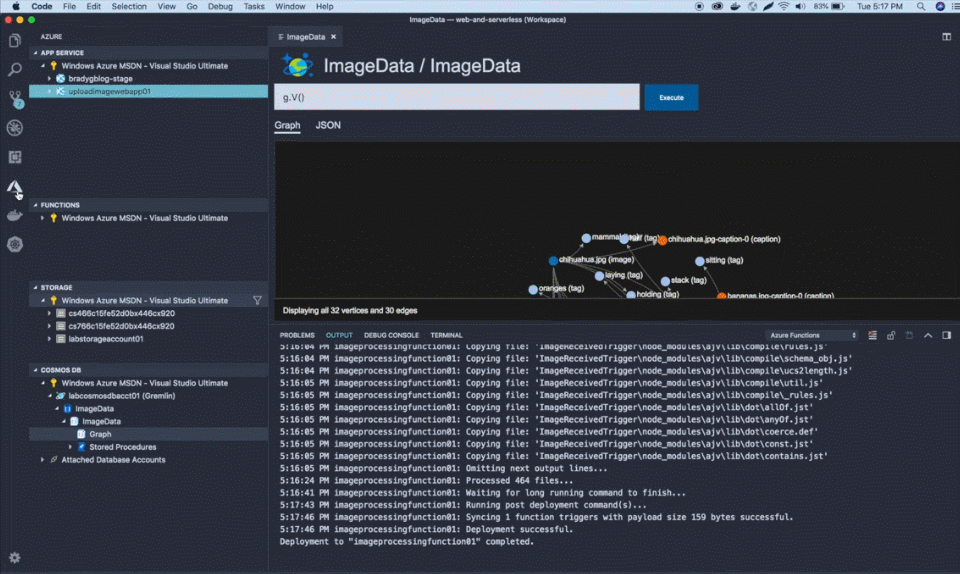 Code File Edit Selection View Go Debug Tasks Window Help 83% Tue 5:17 PM
ImageData — web-and-serverless (Workspace)
AZURE
APP SERVICE
Windows Azure MSDN - Visual Studio Ultimate
bradygblog-stage
uploadimagewebapp01
FUNCTIONS
Windows Azure MSDN - Visual Studio Ultimate
STORAGE
Windows Azure MSDN - Visual Studio Ultimate
cs466c15fe52d0bx446cx920
cs766c15fe62d0bx446cx920
labstorageaccount01
COSMOS DB
Windows Azure MSDN - Visual Studio Ultimate
labcosmosdbacct01 (Gremlin)
ImageData
ImageData
Graph
Stored Procedures
Attached Database Accounts
ImageData
ImageData / ImageData
g.V()
Execute
Graph JSON
chihuahua.jpg-caption-0 (caption)
chihuahua.jpg (image)
sitting (tag)
laying (tag)
stack (tag)
oranges (tag)
holding (tag)
bananas.jpg-caption-0 (caption)
Displaying all 32 vertices and 30 edges
PROBLEMS OUTPUT DEBUG CONSOLE TERMINAL Azure Functions
5:16:04 PM imageprocessingfunction01: Copying file: 'ImageReceivedTrigger\node_modules\ajv\lib\compile\rules.js'
5:16:04 PM imageprocessingfunction01: Copying file: 'ImageReceivedTrigger\node_modules\ajv\lib\compile\schema_obj.js'
5:16:04 PM imageprocessingfunction01: Copying file: 'ImageReceivedTrigger\node_modules\ajv\lib\compile\ucs2length.js'
5:16:04 PM imageprocessingfunction01: Copying file: 'ImageReceivedTrigger\node_modules\ajv\lib\compile\util.js'
5:16:05 PM imageprocessingfunction01: Copying file: 'ImageReceivedTrigger\node_modules\ajv\lib\compile\_rules.js'
5:16:05 PM imageprocessingfunction01: Copying file: 'ImageReceivedTrigger\node_modules\ajv\lib\dot\allOf.jst'
5:16:05 PM imageprocessingfunction01: Copying file: 'ImageReceivedTrigger\node_modules\ajv\lib\dot\anyOf.jst'
5:16:05 PM imageprocessingfunction01: Copying file: 'ImageReceivedTrigger\node_modules\ajv\lib\dot\coerce.def'
5:16:05 PM imageprocessingfunction01: Copying file: 'ImageReceivedTrigger\node_modules\ajv\lib\dot\const.jst'
5:16:05 PM imageprocessingfunction01: Copying file: 'ImageReceivedTrigger\node_modules\ajv\lib\dot\contains.jst'
5:16:05 PM imageprocessingfunction01: Omitting next output lines...
5:16:24 PM imageprocessingfunction01: Processed 464 files...
5:16:41 PM imageprocessingfunction01: Waiting for long running command to finish...
5:17:43 PM imageprocessingfunction01: Running post deployment command(s)...
5:17:46 PM imageprocessingfunction01: Syncing 1 function triggers with payload size 159 bytes successful.
5:17:46 PM imageprocessingfunction01: Deployment successful.
Deployment to "imageprocessingfunction01" completed.